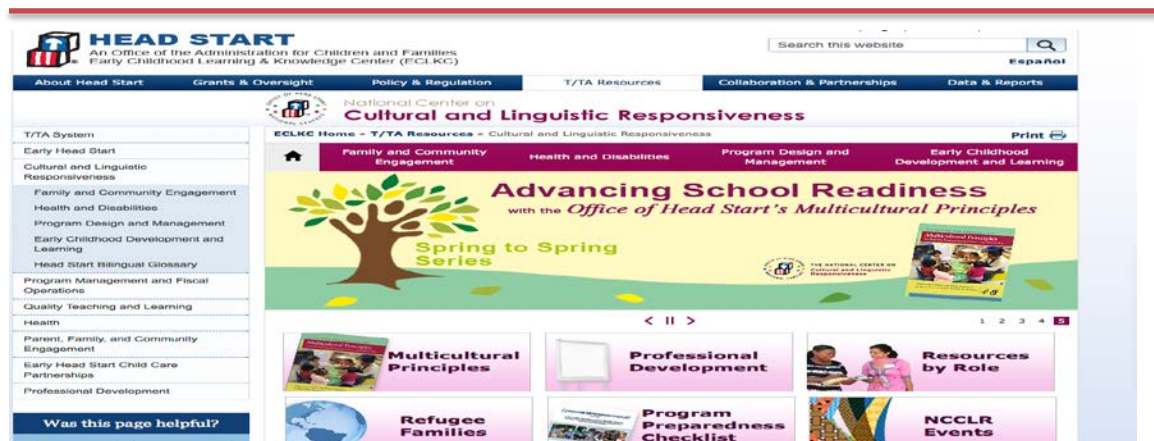 HEAD START
An Office of the Administration for Children and Families
Early Childhood Learning & Knowledge Center (ECLKC)
Search this website
Español
About Head Start Grants & Oversight Policy & Regulation T/TA Resources Collaboration & Partnerships Data & Reports
National Center on
Cultural and Linguistic Responsiveness
ECLKC Home » T/TA Resources » Cultural and Linguistic Responsiveness
Print
T/TA System
Early Head Start
Cultural and Linguistic
Responsiveness
Family and Community Engagement
Health and Disabilities
Program Design and Management
Early Childhood Development and
Learning
Head Start Bilingual Glossary
Program Management and Fiscal
Operations
Quality Teaching and Learning
Health
Parent, Family, and Community
Engagement
Early Head Start Child Care
Partnerships
Professional Development
Was this page helpful?
Family and Community
Engagement
Health and Disabilities
Program Design and
Management
Early Childhood
Development and Learning
Advancing School Readiness
with the Office of Head Start's Multicultural Principles
Spring to Spring
Series
THE NATIONAL CENTER ON
Cultural and Linguistic
Responsiveness
Multicultural Principles
1 2 3 4 5
Multicultural
Principles
Professional
Development
Resources
by Role
Refugee
Families
Program
Preparedness
Checklist
NCCLR
Events